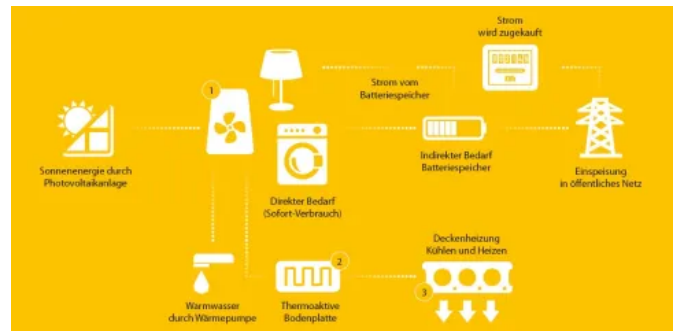 Strom
wird zugekauft
1
Strom vom
Batteriespeicher
Sonnenenergie durch
Photovoltaikanlage
Direkter Bedarf
(Sofort-Verbrauch)
Indirekter Bedarf
Batteriespeicher
Einspeisung
in öffentliches Netz
Deckenheizung
Kühlen und Heizen
2
3
Warmwasser
durch Wärmepumpe
Thermoaktive
Bodenplatte